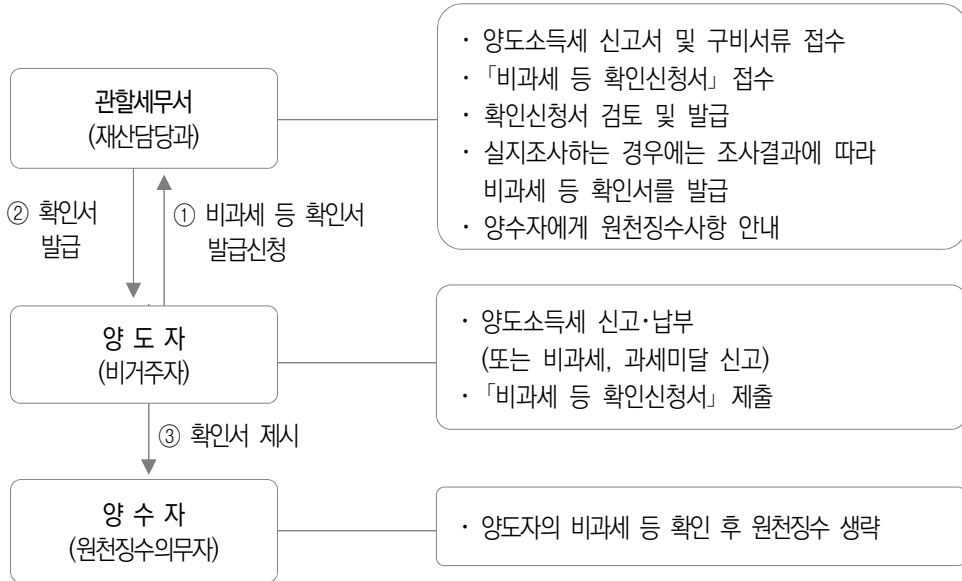 관할세무서
(재산담당과)
· 양도소득세 신고서 및 구비서류 접수
· 「비과세 등 확인신청서」 접수
· 확인신청서 검토 및 발급
· 실지조사하는 경우에는 조사결과에 따라
비과세 등 확인서를 발급
· 양수자에게 원천징수사항 안내
② 확인서
발급
① 비과세 등 확인서
발급신청
양 도 자
(비거주자)
· 양도소득세 신고·납부
(또는 비과세, 과세미달 신고)
· 「비과세 등 확인신청서」 제출
③ 확인서 제시
양 수 자
(원천징수의무자)
· 양도자의 비과세 등 확인 후 원천징수 생략